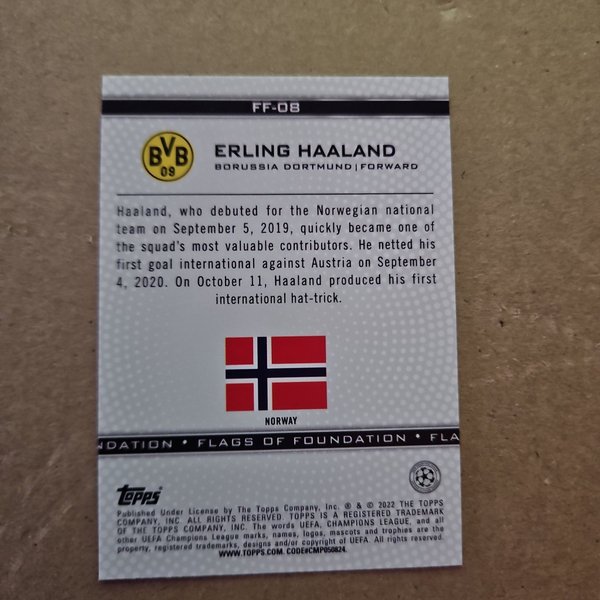 FF-08
BVB
09
ERLING HAALAND
BORUSSIA DORTMUND | FORWARD
Haaland, who debuted for the Norwegian national
team on September 5, 2019, quickly became one of
the squad's most valuable contributors. He netted his
first goal international against Austria on September
4, 2020. On October 11, Haaland produced his first
international hat-trick.
NORWAY
NDATION • FLAGS OF FOUNDATION • FLA
Topps
Published Under License by The Topps Company, Inc. ® & © 2022 THE TOPPS
COMPANY, INC. ALL RIGHTS RESERVED. TOPPS IS A REGISTERED TRADEMARK
OF THE TOPPS COMPANY, INC. The words UEFA, CHAMPIONS LEAGUE, and all
other UEFA Champions League marks, names, logos, mascots and trophies are the
property, registered trademarks, designs and/or copyright of UEFA. All rights reserved.
WWW.TOPPS.COM. CODE#CMP050824.